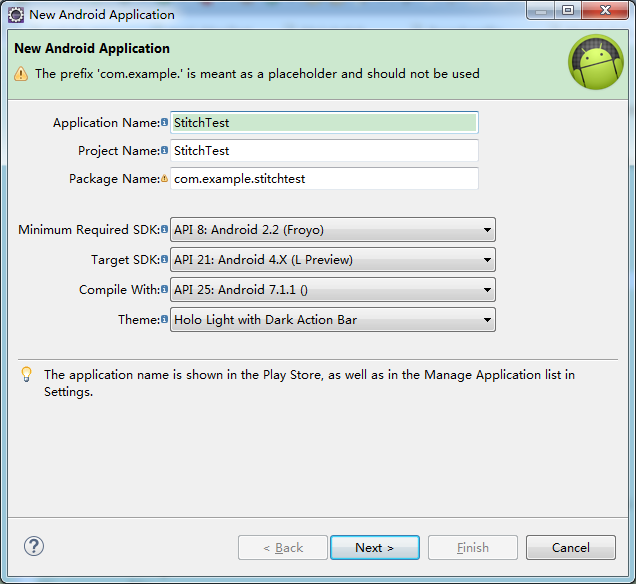 New Android Application
New Android Application
The prefix 'com.example.' is meant as a placeholder and should not be used
Application Name: StitchTest
Project Name: StitchTest
Package Name: com.example.stitchtest
Minimum Required SDK: API 8: Android 2.2 (Froyo)
Target SDK: API 21: Android 4.X (L Preview)
Compile With: API 25: Android 7.1.1 ()
Theme: Holo Light with Dark Action Bar
The application name is shown in the Play Store, as well as in the Manage Application list in
Settings.
? < Back Next > Finish Cancel